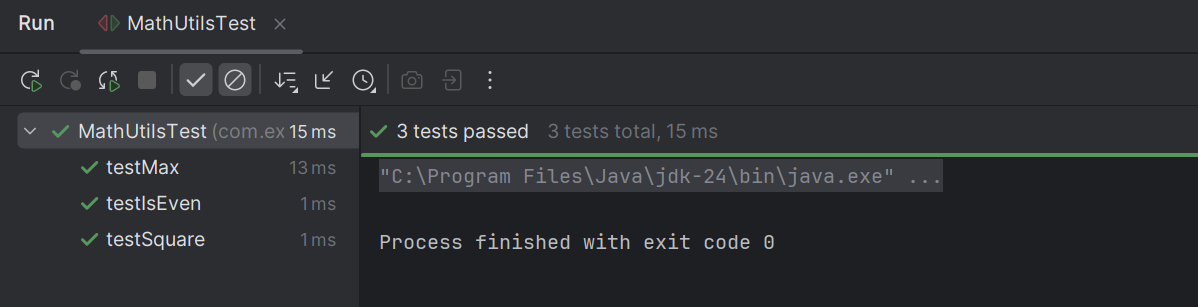 Run MathUtilsTest
MathUtilsTest (com.ex 15 ms
testMax 13 ms
testIsEven 1 ms
testSquare 1 ms
3 tests passed 3 tests total, 15 ms
"C:\Program Files\Java\jdk-24\bin\java.exe" ...
Process finished with exit code 0